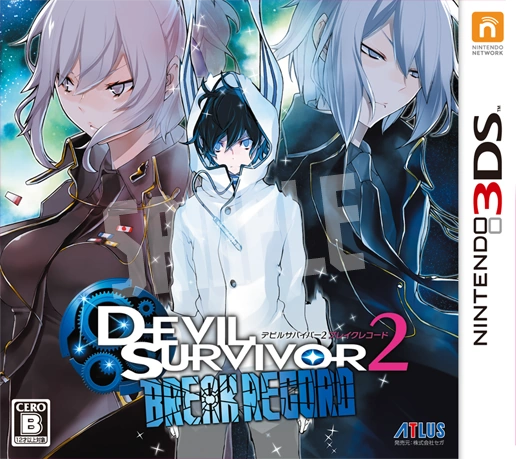 NINTENDO
NETWORK
NINTENDO 3DS
SAMPLE
DEVIL
デビルサバイバー2 ブレイクレコード
SURVIVOR 2
BREAK RECORD
CERO
B
12才以上対象
ATLUS
発売元:株式会社セガ